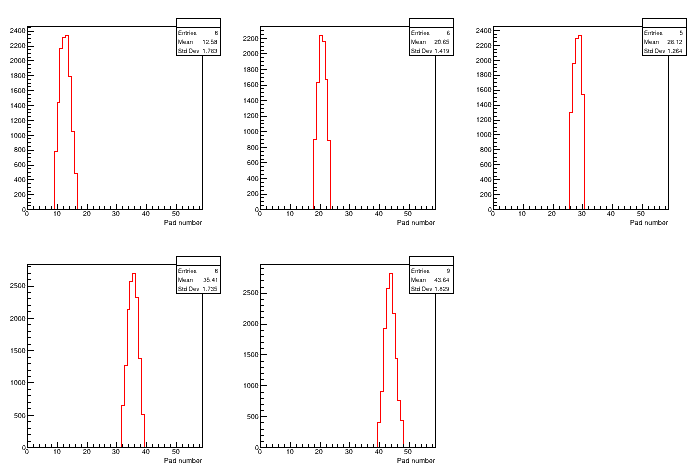 Entries 6
Mean 12.58
Std Dev 1.763
2400
2200
2000
1800
1600
1400
1200
1000
800
600
400
200
0
0 10 20 30 40 50
Pad number
Entries 6
Mean 20.65
Std Dev 1.419
2200
2000
1800
1600
1400
1200
1000
800
600
400
200
0
0 10 20 30 40 50
Pad number
Entries 5
Mean 28.12
Std Dev 1.264
2400
2200
2000
1800
1600
1400
1200
1000
800
600
400
200
0
0 10 20 30 40 50
Pad number
Entries 8
Mean 35.41
Std Dev 1.735
2500
2000
1500
1000
500
0
0 10 20 30 40 50
Pad number
Entries 9
Mean 43.64
Std Dev 1.829
2500
2000
1500
1000
500
0
0 10 20 30 40 50
Pad number